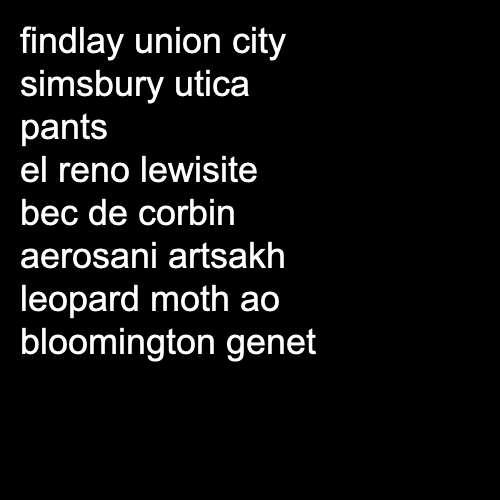 findlay union city
simsbury utica
pants
el reno lewisite
bec de corbin
aerosani artsakh
leopard moth ao
bloomington genet